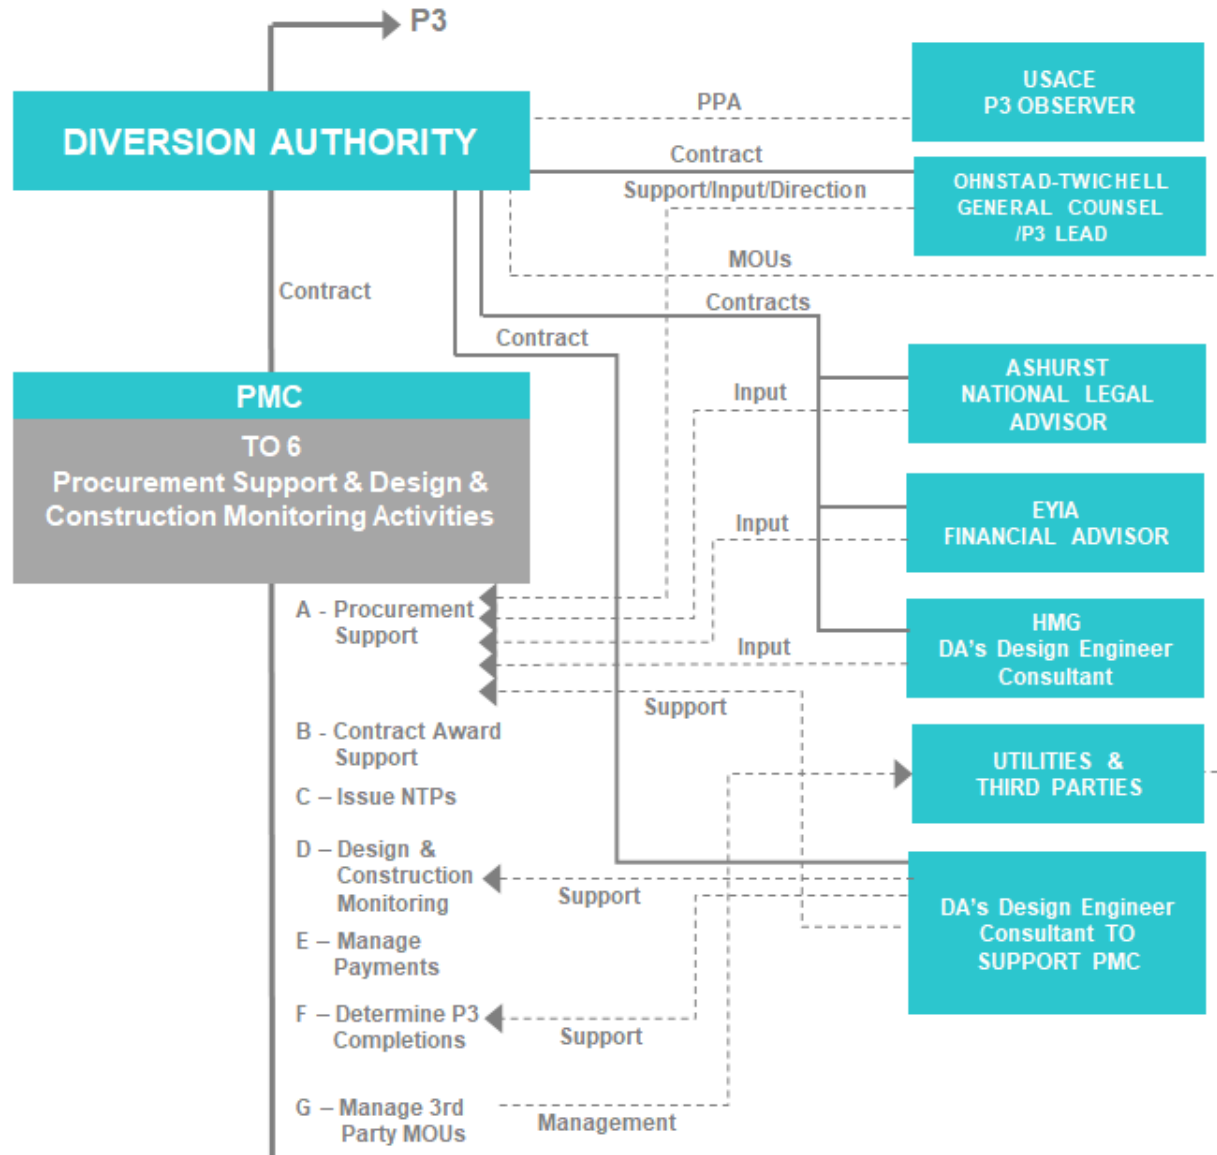 P3
DIVERSION AUTHORITY
PPA
USACE
P3 OBSERVER
Contract
OHNSTAD-TWICHELL
GENERAL COUNSEL
/P3 LEAD
Support/Input/Direction
MOUs
Contract
Contracts
Contract
PMC
TO 6
Procurement Support & Design &
Construction Monitoring Activities
Input
ASHURST
NATIONAL LEGAL
ADVISOR
Input
EYIA
FINANCIAL ADVISOR
A - Procurement
Support
Input
HMG
DA's Design Engineer
Consultant
Support
B - Contract Award
Support
C – Issue NTPs
UTILITIES &
THIRD PARTIES
D – Design &
Construction
Monitoring
Support
DA's Design Engineer
Consultant TO
SUPPORT PMC
E – Manage
Payments
F – Determine P3
Completions
Support
G – Manage 3rd
Party MOUs
Management